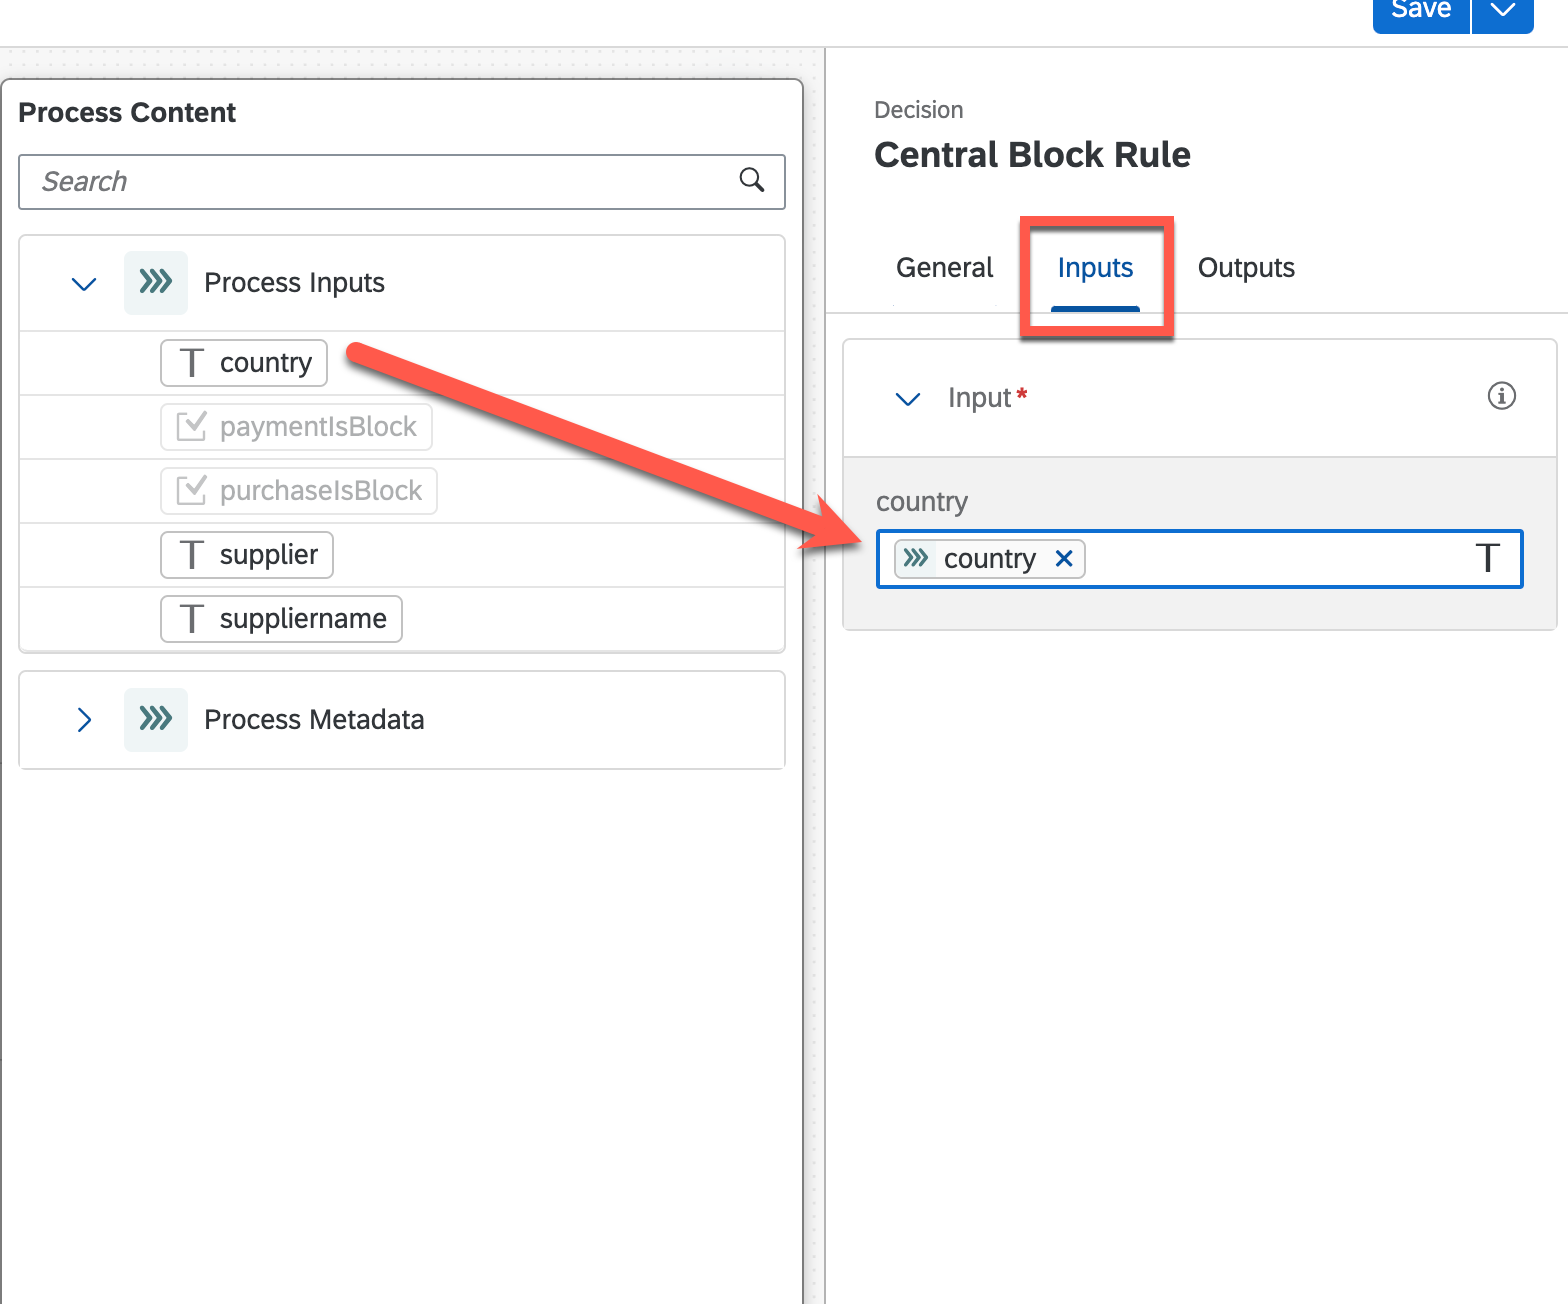 Save
Process Content
Search
Process Inputs
country
paymentIsBlock
purchaseIsBlock
supplier
suppliername
Process Metadata
Decision
Central Block Rule
General
Inputs
Outputs
Input*
country
country